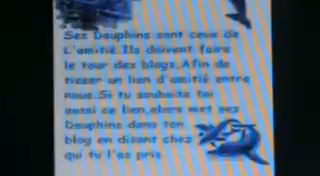 Ses Dauphins sont ceux de
L'amitié.Ils doivent faire
le tour des blogs,Afin de
tisser un lien d'amitié entre
nous.Si tu souhaite toi
aussi ce lien,alors met ses
Dauphins dans ton
blog en disant chez
qui tu l'as pris